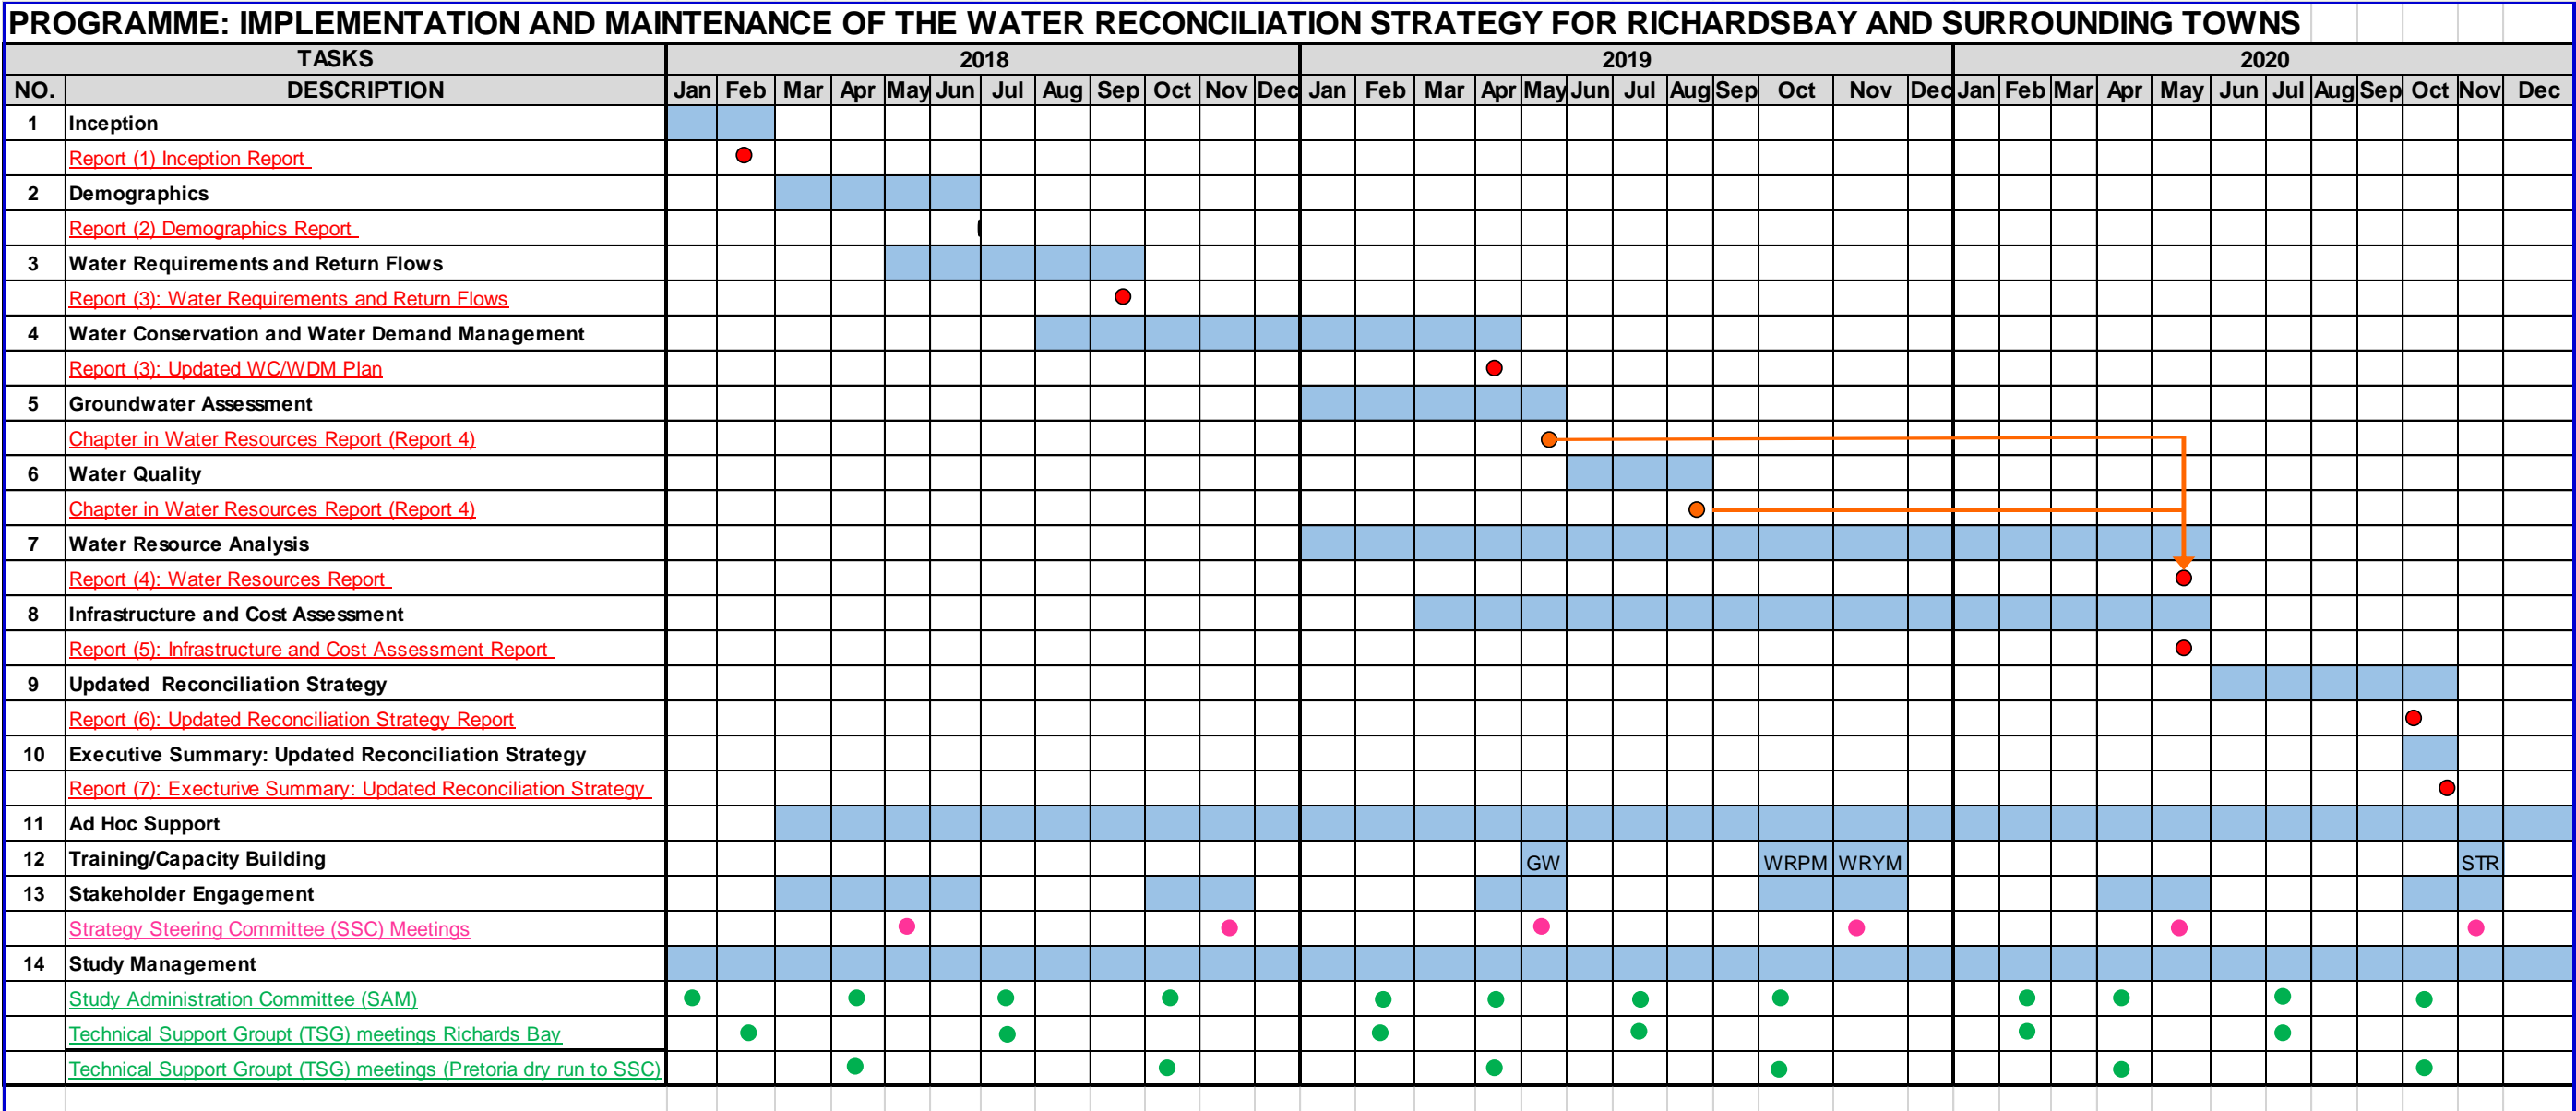 PROGRAMME: IMPLEMENTATION AND MAINTENANCE OF THE WATER RECONCILIATION STRATEGY FOR RICHARDSBAY AND SURROUNDING TOWNS
TASKS 2018 2019 2020
NO. DESCRIPTION Jan Feb Mar Apr May Jun Jul Aug Sep Oct Nov Dec Jan Feb Mar Apr May Jun Jul Aug Sep Oct Nov Dec Jan Feb Mar Apr May Jun Jul Aug Sep Oct Nov Dec
1 Inception
Report (1) Inception Report
2 Demographics
Report (2) Demographics Report
3 Water Requirements and Return Flows
Report (3): Water Requirements and Return Flows
4 Water Conservation and Water Demand Management
Report (3): Updated WC/WDM Plan
5 Groundwater Assessment
Chapter in Water Resources Report (Report 4)
6 Water Quality
Chapter in Water Resources Report (Report 4)
7 Water Resource Analysis
Report (4): Water Resources Report
8 Infrastructure and Cost Assessment
Report (5): Infrastructure and Cost Assessment Report
9 Updated Reconciliation Strategy
Report (6): Updated Reconciliation Strategy Report
10 Executive Summary: Updated Reconciliation Strategy
Report (7): Execturive Summary: Updated Reconciliation Strategy
11 Ad Hoc Support
12 Training/Capacity Building GW WRPM WRYM STR
13 Stakeholder Engagement
Strategy Steering Committee (SSC) Meetings
14 Study Management
Study Administration Committee (SAM)
Technical Support Groupt (TSG) meetings Richards Bay
Technical Support Groupt (TSG) meetings (Pretoria dry run to SSC)